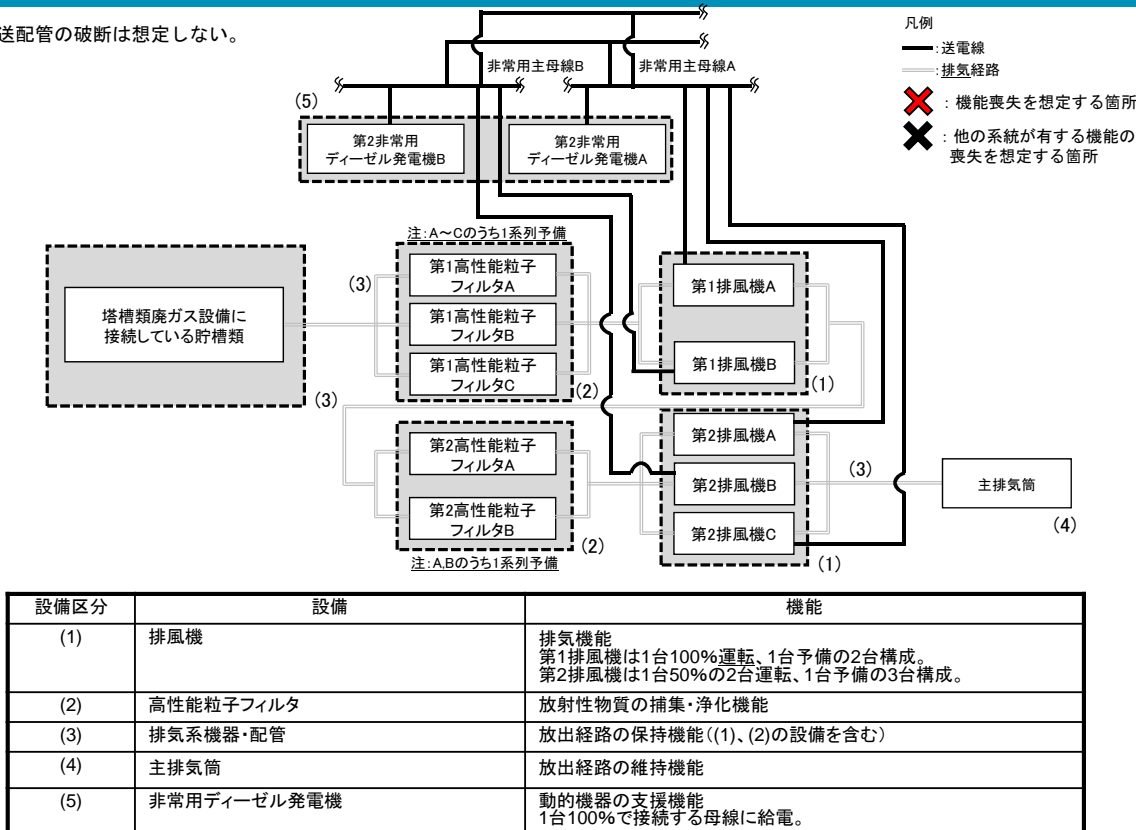 送配管の破断は想定しない。
凡例
:送電線
:排気経路
:機能喪失を想定する箇所
:他の系統が有する機能の
喪失を想定する箇所
非常用主母線B
非常用主母線A
(5)
第2非常用
ディーゼル発電機B
第2非常用
ディーゼル発電機A
注:A~Cのうち1系列予備
塔槽類廃ガス設備に
接続している貯槽類
(3)
(3)
第1高性能粒子
フィルタA
第1高性能粒子
フィルタB
第1高性能粒子
フィルタC
(2)
第1排風機A
第1排風機B
(1)
第2高性能粒子
フィルタA
第2高性能粒子
フィルタB
(2)
注:A,Bのうち1系列予備
第2排風機A
第2排風機B
第2排風機C
(1)
(3)
主排気筒
(4)
設備区分 設備 機能
(1) 排風機 排気機能
第1排風機は1台100%運転、1台予備の2台構成。
第2排風機は1台50%の2台運転、1台予備の3台構成。
(2) 高性能粒子フィルタ 放射性物質の捕集・浄化機能
(3) 排気系機器・配管 放出経路の保持機能((1)、(2)の設備を含む)
(4) 主排気筒 放出経路の維持機能
(5) 非常用ディーゼル発電機 動的機器の支援機能
1台100%で接続する母線に給電。